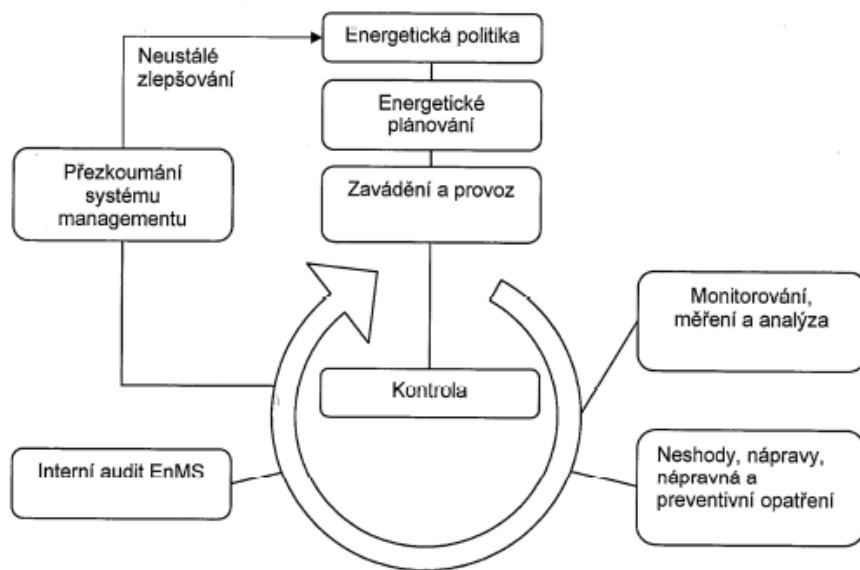 Energetická politika
Neustálé
zlepšování
Energetické
plánování
Přezkoumání
systému
managementu
Zavádění a provoz
Monitorování,
měření a analýza
Kontrola
Interní audit EnMS
Neshody, nápravy,
nápravná a
preventivní opatření